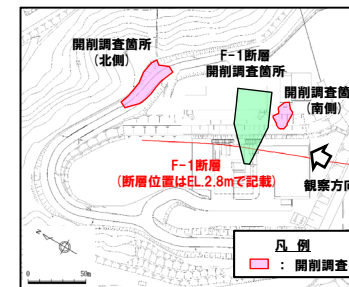 開削調査箇所
(北側)
F-1断層
開削調査箇所
開削調査箇
(南側)
F-1断層
(断層位置はEL.2.8mで記載)
観察方向
N
凡 例
: 開削調査
0
50m